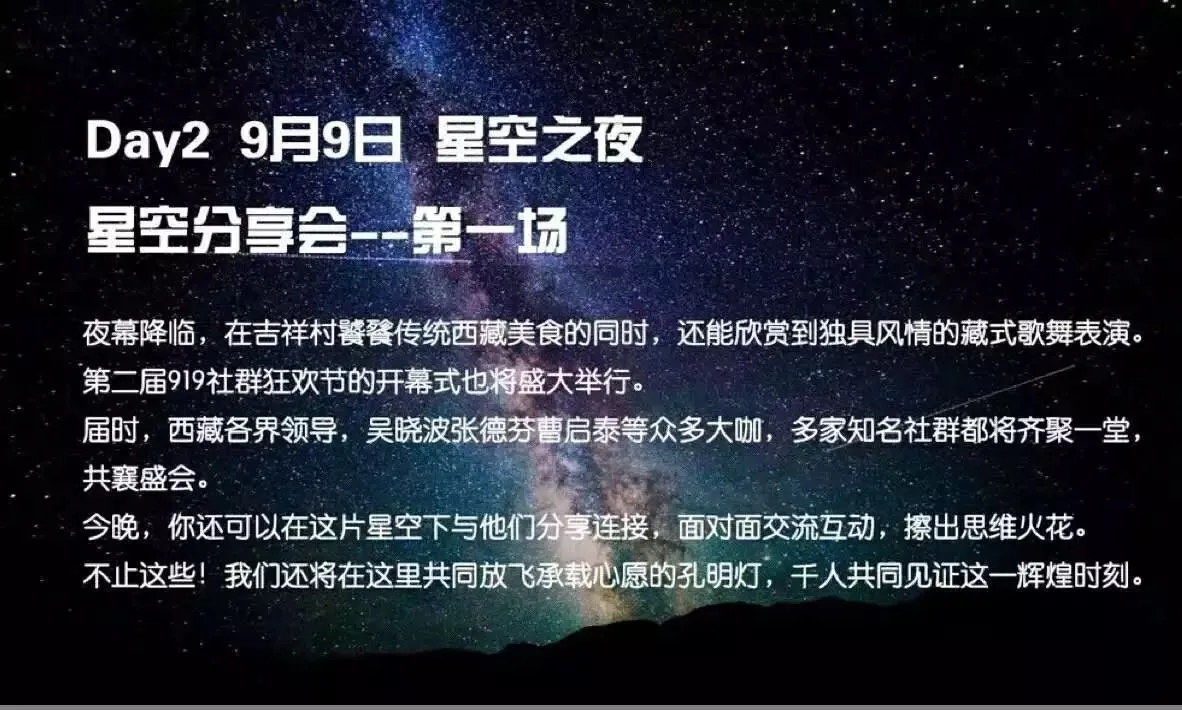 Day2 9月9日 星空之夜
星空分享会--第一场
夜幕降临，在吉祥村饕餮传统西藏美食的同时，还能欣赏到独具风情的藏式歌舞表演。
第二届919社群狂欢节的开幕式也将盛大举行。
届时，西藏各界领导，吴晓波张德芬曹启泰等众多大咖，多家知名社群都将齐聚一堂，
共襄盛会。
今晚，你还可以在这片星空下与他们分享连接，面对面交流互动，擦出思维火花。
不止这些！我们还将在这里共同放飞承载心愿的孔明灯，千人共同见证这一辉煌时刻。